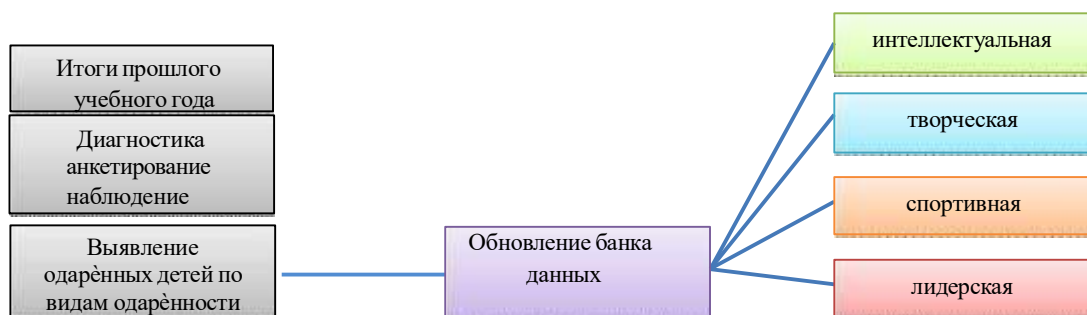 Итоги прошлого
учебного года
Диагностика
анкетирование
наблюдение
Выявление
одарѐнных детей по
видам одарѐнности
Обновление банка
данных
интеллектуальная
творческая
спортивная
лидерская